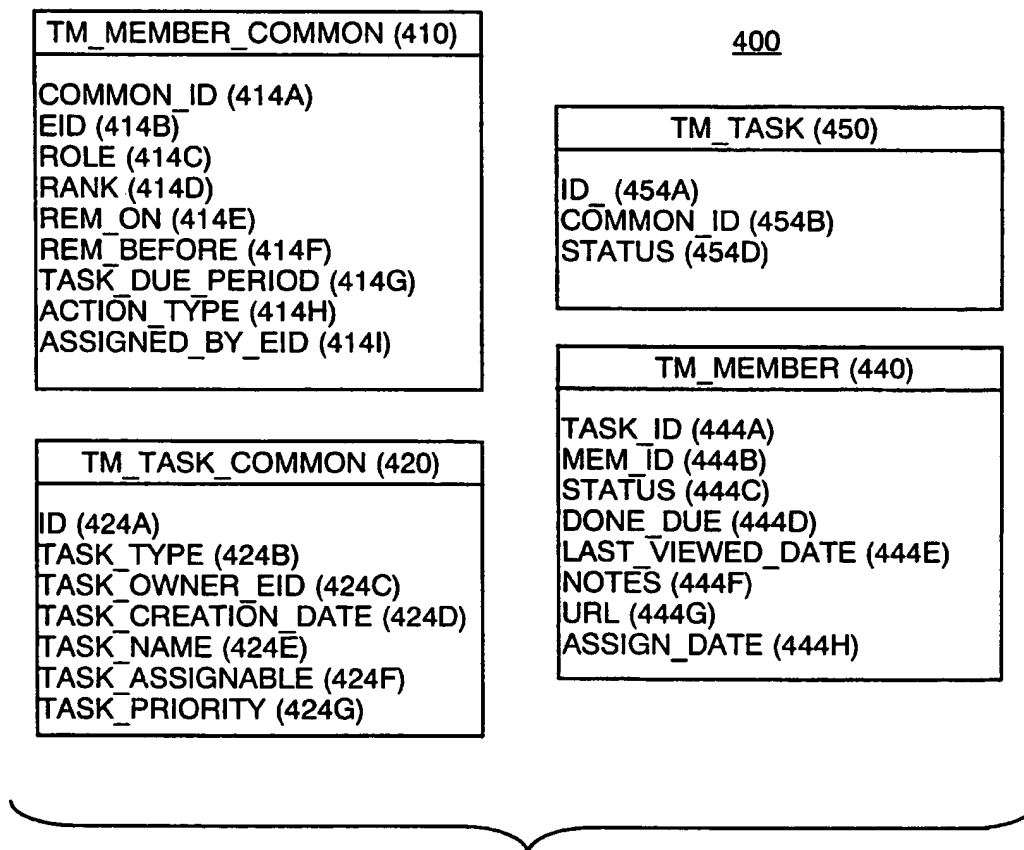 TM_MEMBER_COMMON (410)
COMMON_ID (414A)
EID (414B)
ROLE (414C)
RANK (414D)
REM_ON (414E)
REM_BEFORE (414F)
TASK_DUE_PERIOD (414G)
ACTION_TYPE (414H)
ASSIGNED_BY_EID (414I)
TM_TASK_COMMON (420)
ID (424A)
TASK_TYPE (424B)
TASK_OWNER_EID (424C)
TASK_CREATION_DATE (424D)
TASK_NAME (424E)
TASK_ASSIGNABLE (424F)
TASK_PRIORITY (424G)
400
TM_TASK (450)
ID_ (454A)
COMMON_ID (454B)
STATUS (454D)
TM_MEMBER (440)
TASK_ID (444A)
MEM_ID (444B)
STATUS (444C)
DONE_DUE (444D)
LAST_VIEWED_DATE (444E)
NOTES (444F)
URL (444G)
ASSIGN_DATE (444H)